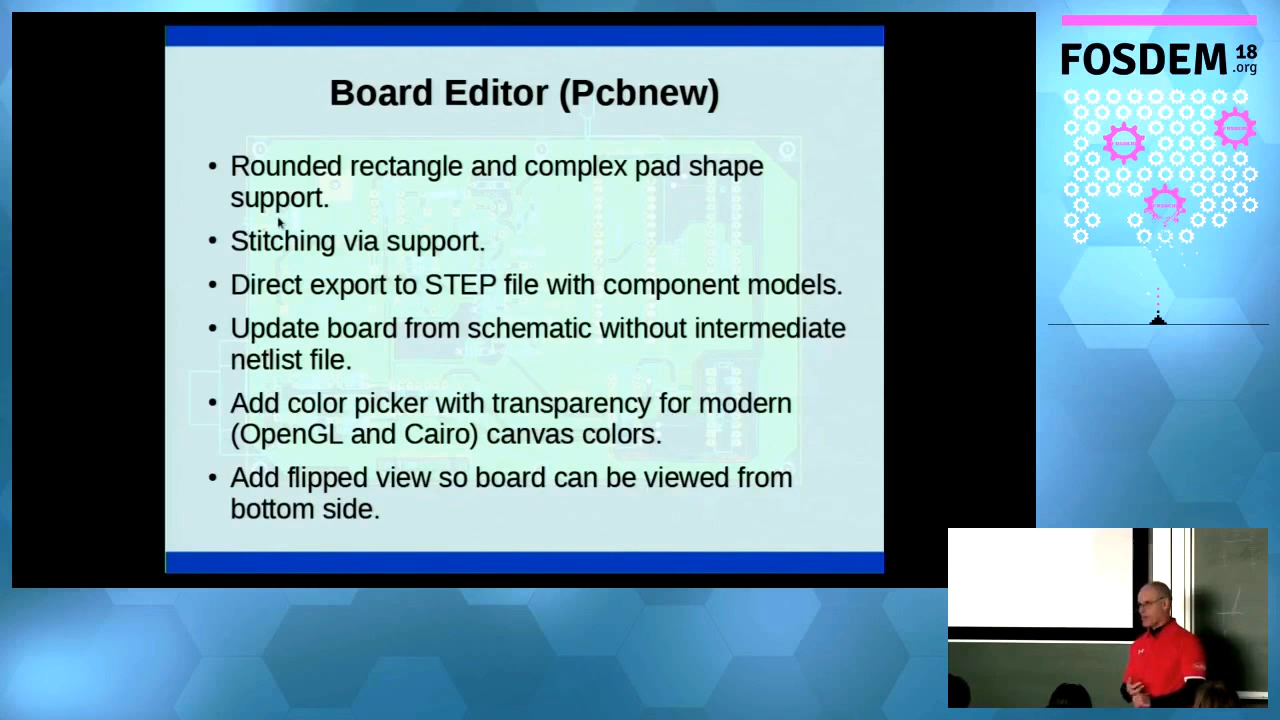 Board Editor (Pcbnew)
• Rounded rectangle and complex pad shape
support.
• Stitching via support.
• Direct export to STEP file with component models.
• Update board from schematic without intermediate
netlist file.
• Add color picker with transparency for modern
(OpenGL and Cairo) canvas colors.
• Add flipped view so board can be viewed from
bottom side.
FOSDEM 18
.org